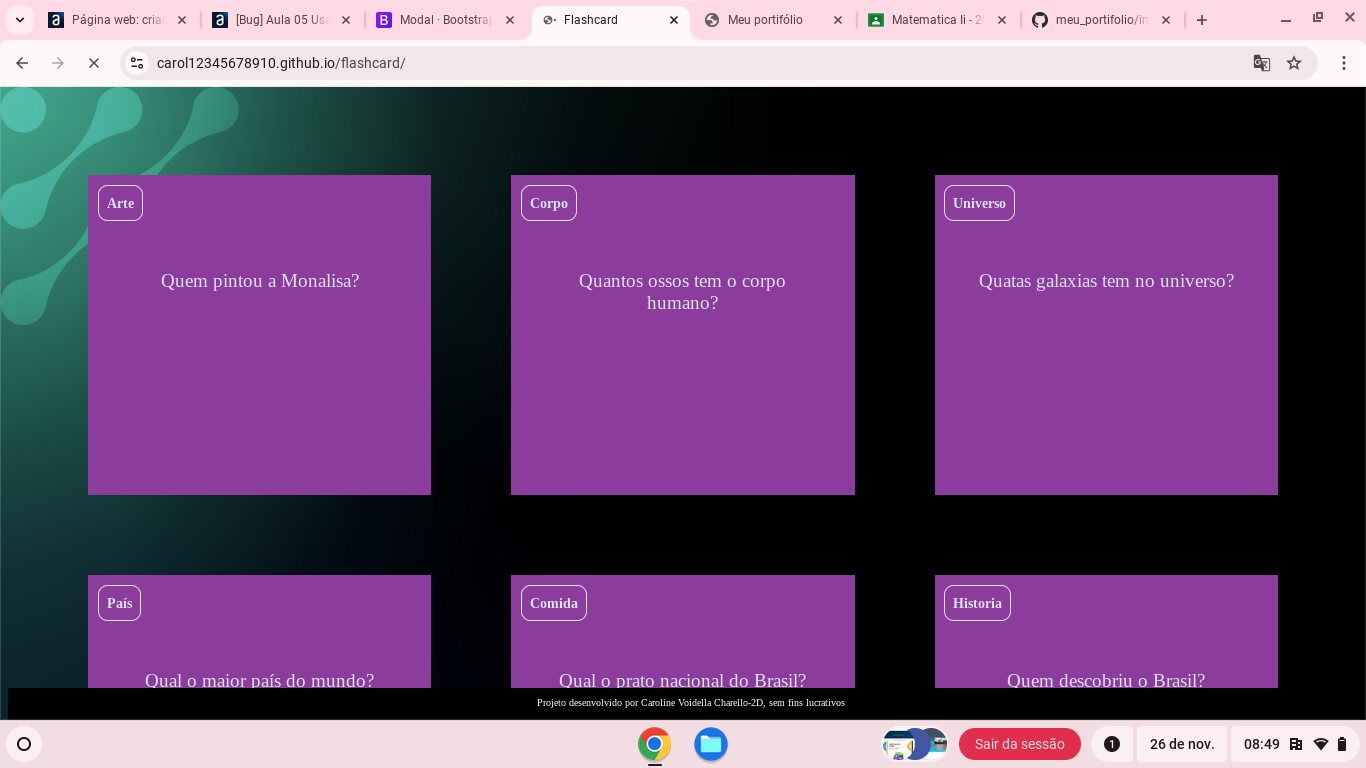 Página web: cria
[Bug] Aula 05 Us
Modal · Bootstrap
Flashcard
Meu portifólio
Matematica Ii - 2
meu_portifolio/in
carol12345678910.github.io/flashcard/
Arte
Corpo
Universo
Quem pintou a Monalisa?
Quantos ossos tem o corpo
humano?
Quatas galaxias tem no universo?
País
Comida
Historia
Qual o maior país do mundo?
Qual o prato nacional do Brasil?
Quem descobriu o Brasil?
Projeto desenvolvido por Caroline Voidella Charello-2D, sem fins lucrativos
Sair da sessão
1
26 de nov.
08:49